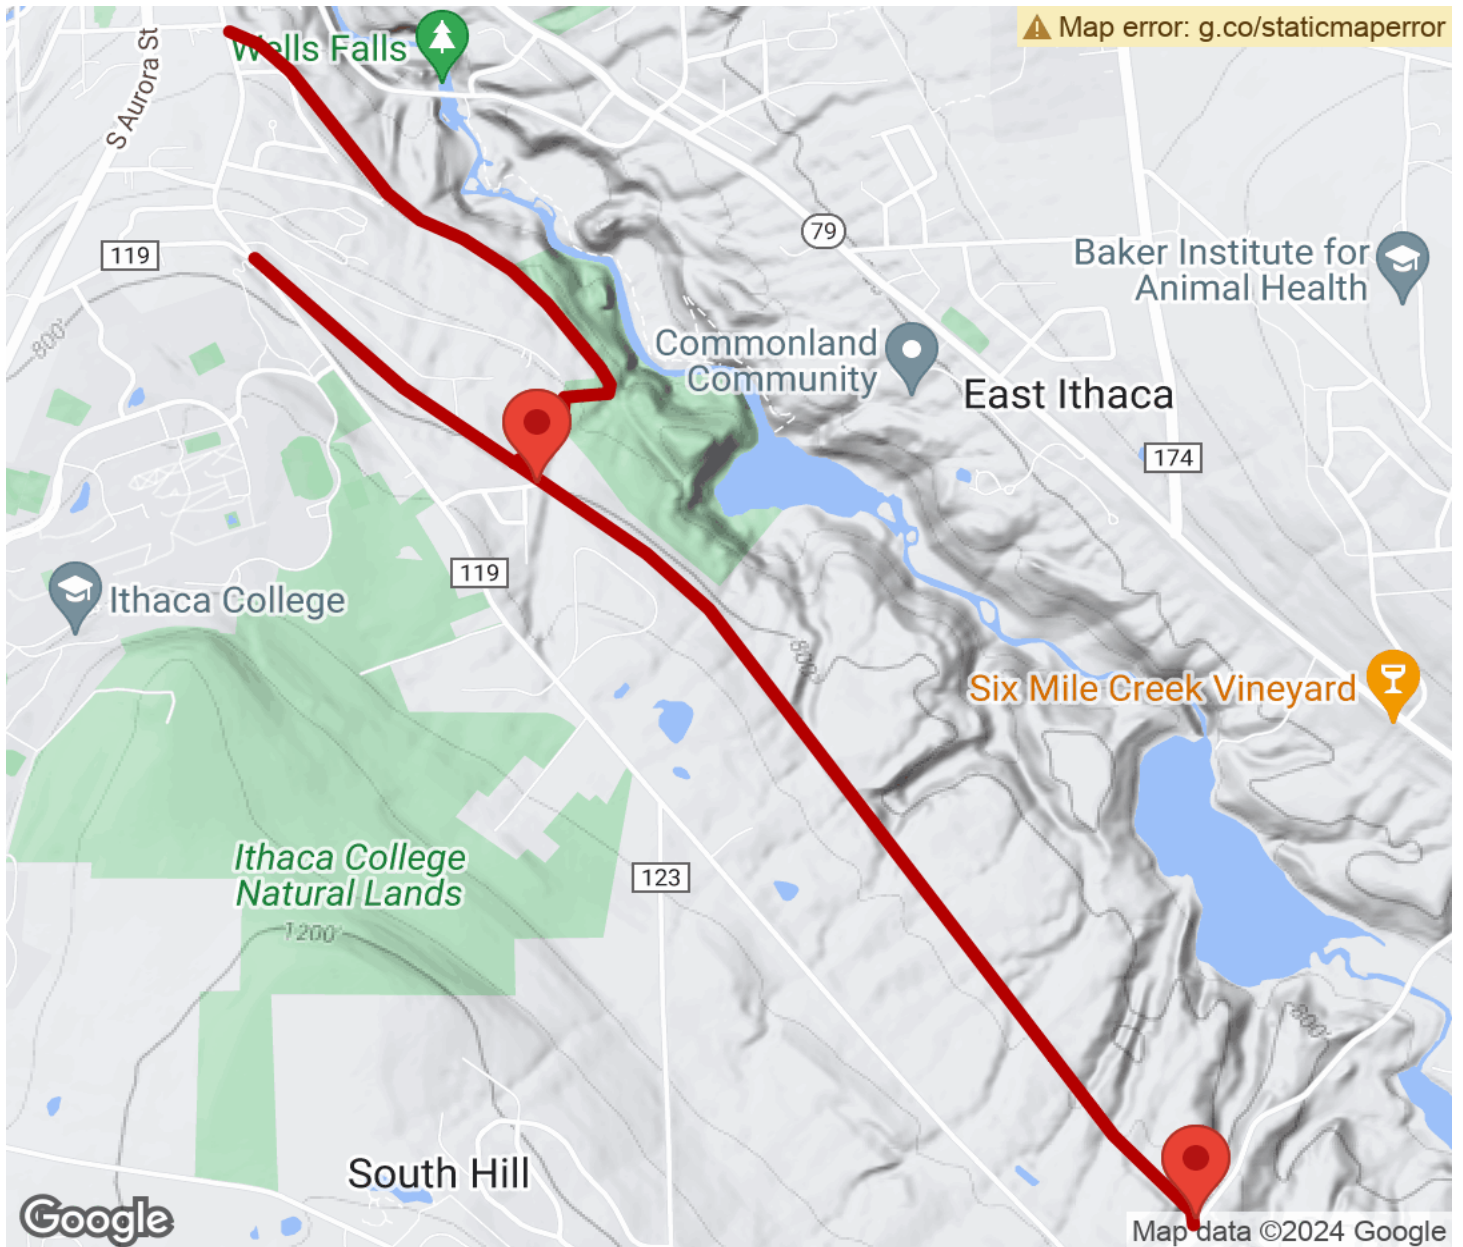 Map error: g.co/staticmaperror
Wells Falls
S Aurora St
79
119
Baker Institute for
Animal Health
800'
Commonland
Community
East Ithaca
174
119
Ithaca College
800'
Six Mile Creek Vineyard
Ithaca College
Natural Lands
123
1200'
800'
South Hill
Google
Map data ©2024 Google